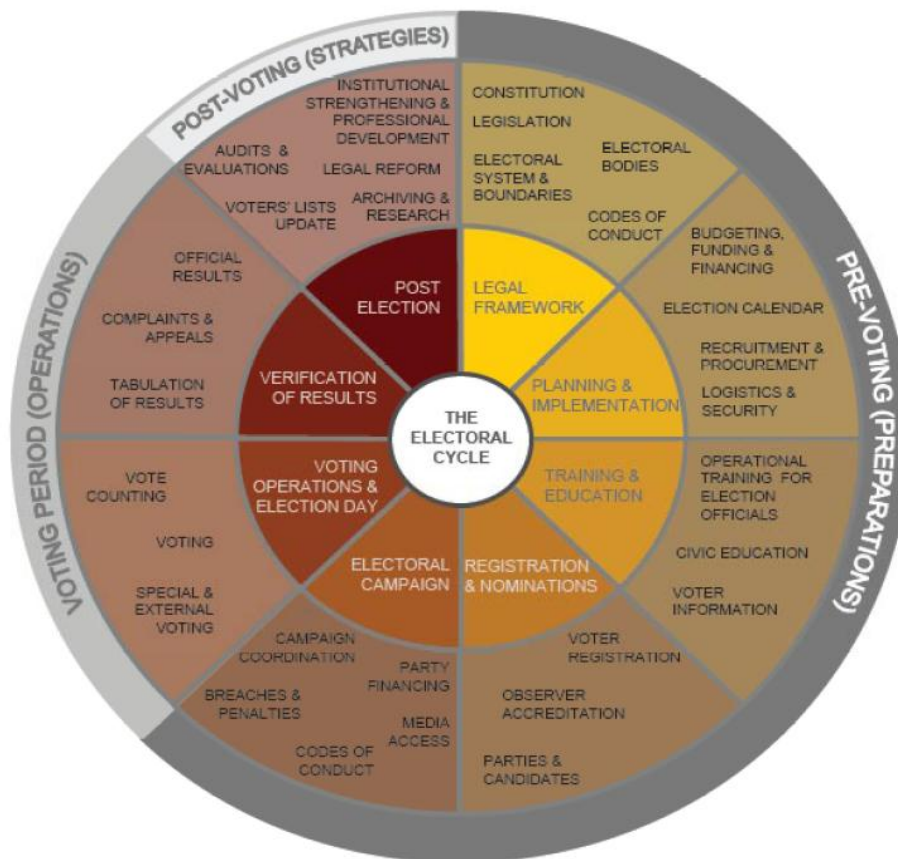 POST-VOTING (STRATEGIES)
PRE-VOTING (PREPARATIONS)
VOTING PERIOD (OPERATIONS)
THE
ELECTORAL
CYCLE
LEGAL
FRAMEWORK
CONSTITUTION
LEGISLATION
ELECTORAL
SYSTEM &
BOUNDARIES
ELECTORAL
BODIES
CODES OF
CONDUCT
PLANNING &
IMPLEMENTATION
BUDGETING,
FUNDING &
FINANCING
ELECTION CALENDAR
RECRUITMENT &
PROCUREMENT
LOGISTICS &
SECURITY
TRAINING &
EDUCATION
OPERATIONAL
TRAINING FOR
ELECTION
OFFICIALS
CIVIC EDUCATION
VOTER
INFORMATION
REGISTRATION
& NOMINATIONS
VOTER
REGISTRATION
OBSERVER
ACCREDITATION
PARTIES &
CANDIDATES
ELECTORAL
CAMPAIGN
CAMPAIGN
COORDINATION
PARTY
FINANCING
BREACHES &
PENALTIES
MEDIA
ACCESS
CODES OF
CONDUCT
VOTING
OPERATIONS &
ELECTION DAY
VOTE
COUNTING
VOTING
SPECIAL &
EXTERNAL
VOTING
VERIFICATION
OF RESULTS
OFFICIAL
RESULTS
COMPLAINTS &
APPEALS
TABULATION
OF RESULTS
POST
ELECTION
INSTITUTIONAL
STRENGTHENING &
PROFESSIONAL
DEVELOPMENT
AUDITS &
EVALUATIONS
LEGAL REFORM
VOTERS' LISTS
UPDATE
ARCHIVING &
RESEARCH